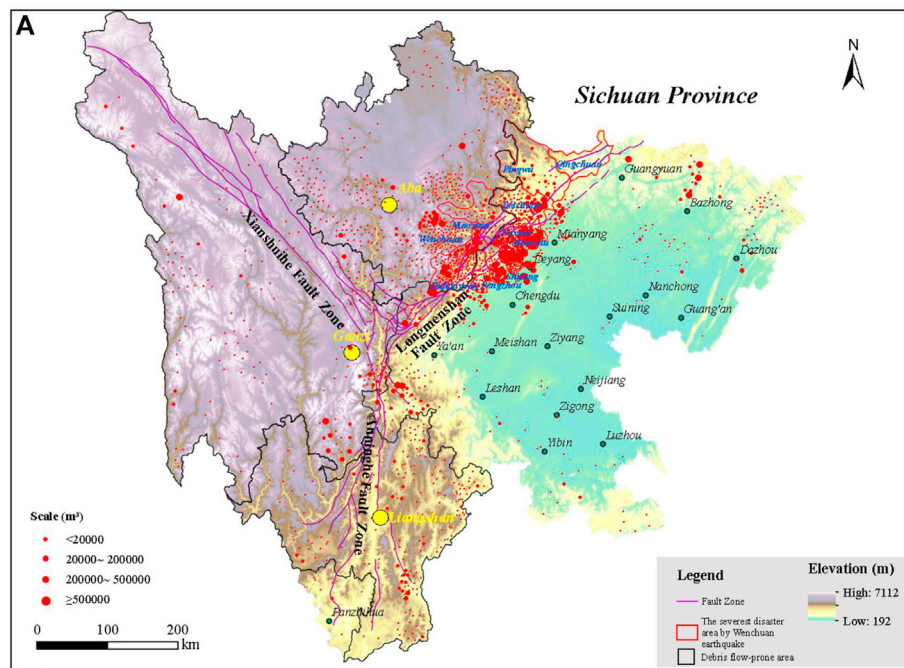 A
N
Sichuan Province
Qingchuan
Pingwu
Guangyuan
Aba
Bazhong
Beichuan
Maoxian
Wenchuan
Mianyang
Dazhou
Deyang
Xianshuihe Fault Zone
Nanchong
Chengdu
Suining
Guang'an
Longmenshan
Fault Zone
Ya'an
Meishan
Ziyang
Leshan
Neijiang
Zigong
Yibin
Luzhou
Anninghe Fault Zone
Liangshan
Panzhihua
Scale (m³)
<20000
20000~ 200000
200000~ 500000
≥500000
0 100 200
km
Legend
Fault Zone
The severest disaster
area by Wenchuan
earthquake
Debris flow-prone area
Elevation (m)
High: 7112
Low: 192